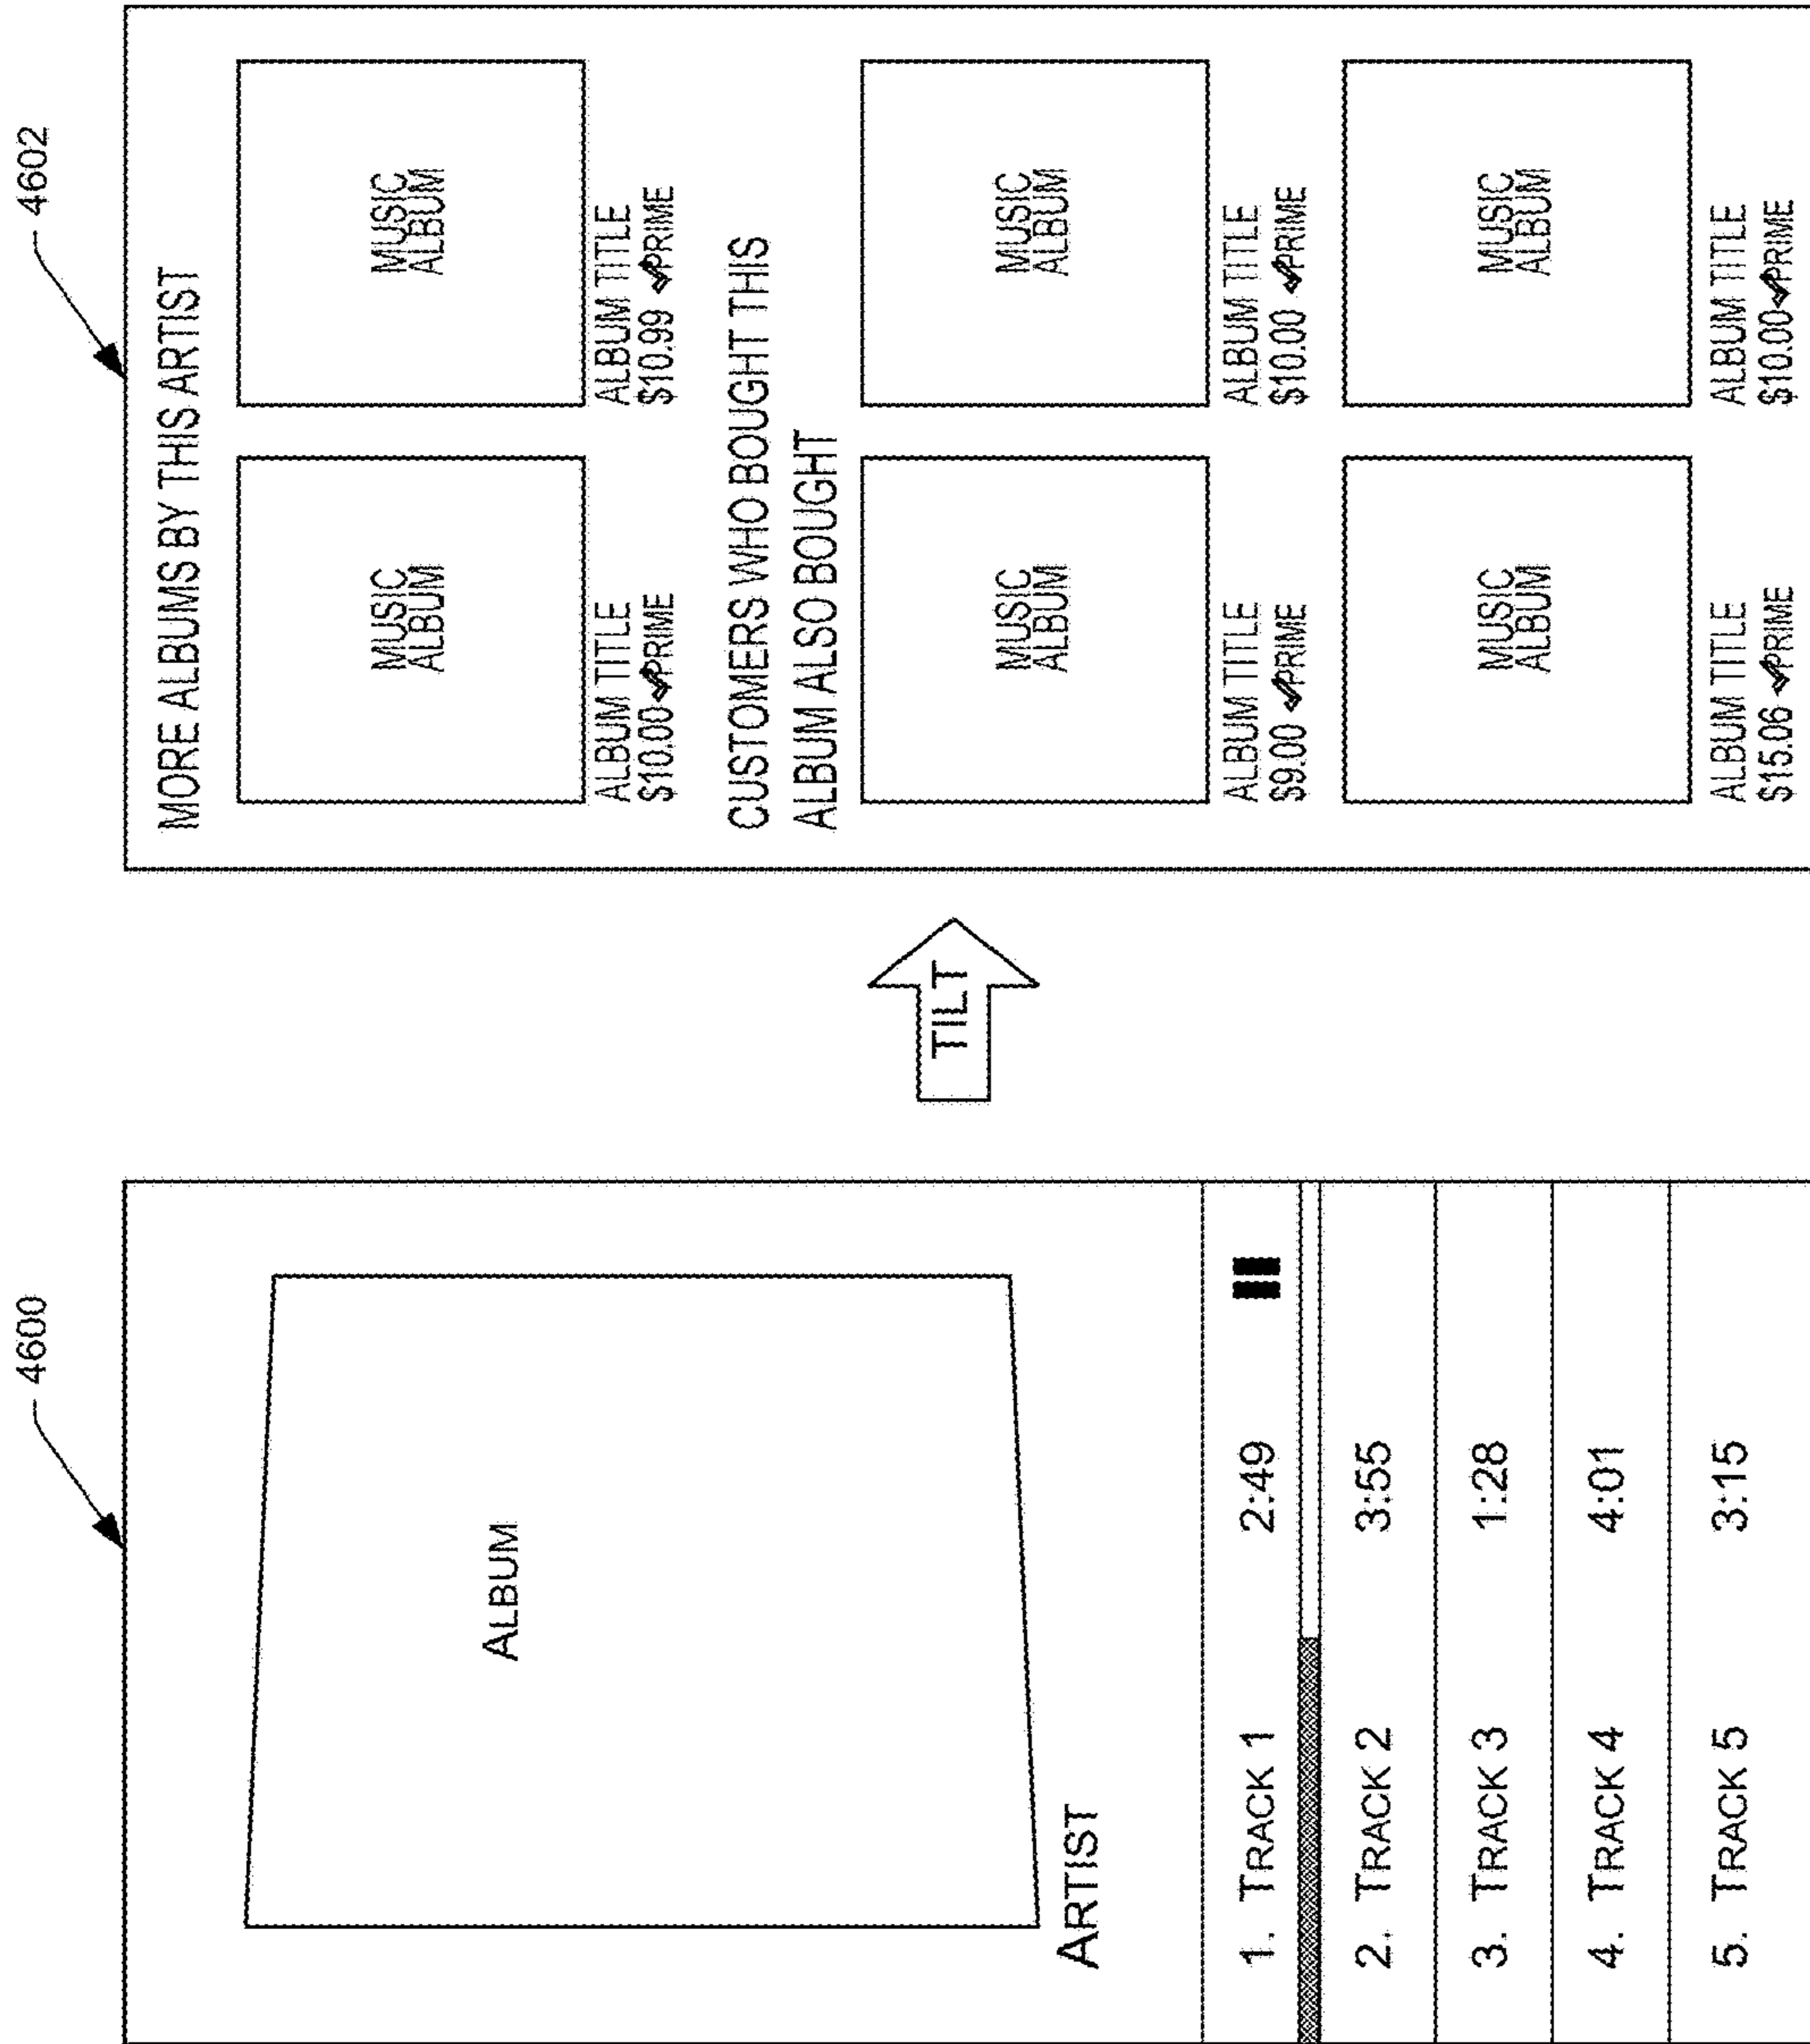 4600
ALBUM
ARTIST
1. TRACK 1 2:49
2. TRACK 2 3:55
3. TRACK 3 1:28
4. TRACK 4 4:01
5. TRACK 5 3:15
TILT
4602
MORE ALBUMS BY THIS ARTIST
MUSIC
ALBUM
ALBUM TITLE
$10.00 PRIME
MUSIC
ALBUM
ALBUM TITLE
$10.99 PRIME
CUSTOMERS WHO BOUGHT THIS
ALBUM ALSO BOUGHT
MUSIC
ALBUM
ALBUM TITLE
$9.00 PRIME
MUSIC
ALBUM
ALBUM TITLE
$10.00 PRIME
MUSIC
ALBUM
ALBUM TITLE
$15.06 PRIME
MUSIC
ALBUM
ALBUM TITLE
$10.00 PRIME